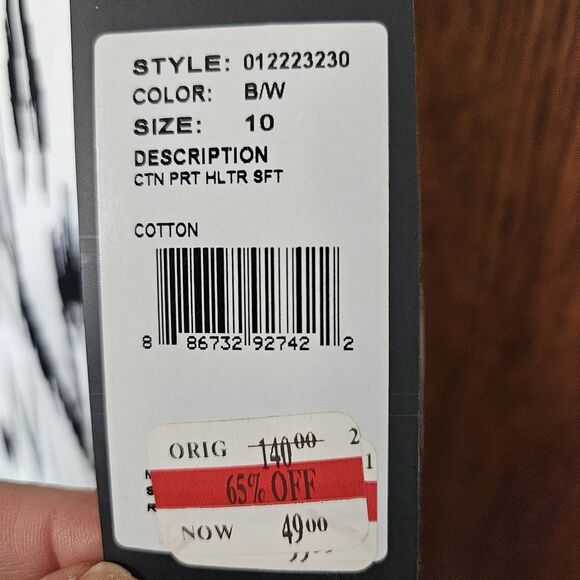 STYLE: 012223230
COLOR: B/W
SIZE: 10
DESCRIPTION
CTN PRT HLTR SFT
COTTON
8 86732 92742 2
ORIG 140.00 2
1
65% OFF
NOW 49.00